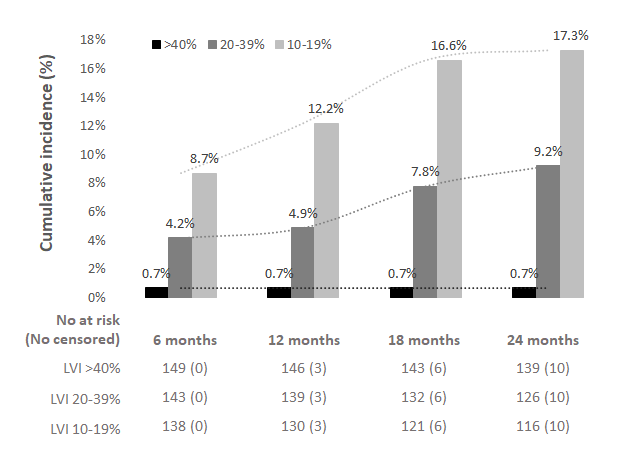 18%
16%
14%
12%
10%
8%
6%
4%
2%
0%
Cumulative incidence (%)
>40% 20-39% 10-19%
0.7% 4.2% 8.7%
0.7% 4.9% 12.2%
0.7% 7.8% 16.6%
0.7% 9.2% 17.3%
No at risk
(No censored) 6 months 12 months 18 months 24 months
LVI >40% 149 (0) 146 (3) 143 (6) 139 (10)
LVI 20-39% 143 (0) 139 (3) 132 (6) 126 (10)
LVI 10-19% 138 (0) 130 (3) 121 (6) 116 (10)